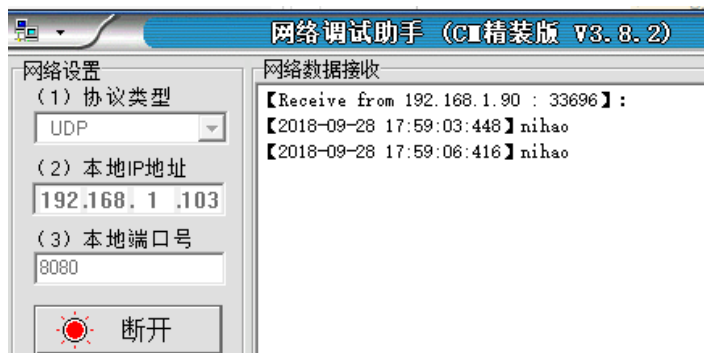 网络调试助手 (CⅡ精装版 V3.8.2)
网络设置
(1) 协议类型
UDP
(2) 本地IP地址
192.168. 1 .103
(3) 本地端口号
8080
断开
网络数据接收
【Receive from 192.168.1.90 : 33696】:
【2018-09-28 17:59:03:448】nihao
【2018-09-28 17:59:06:416】nihao